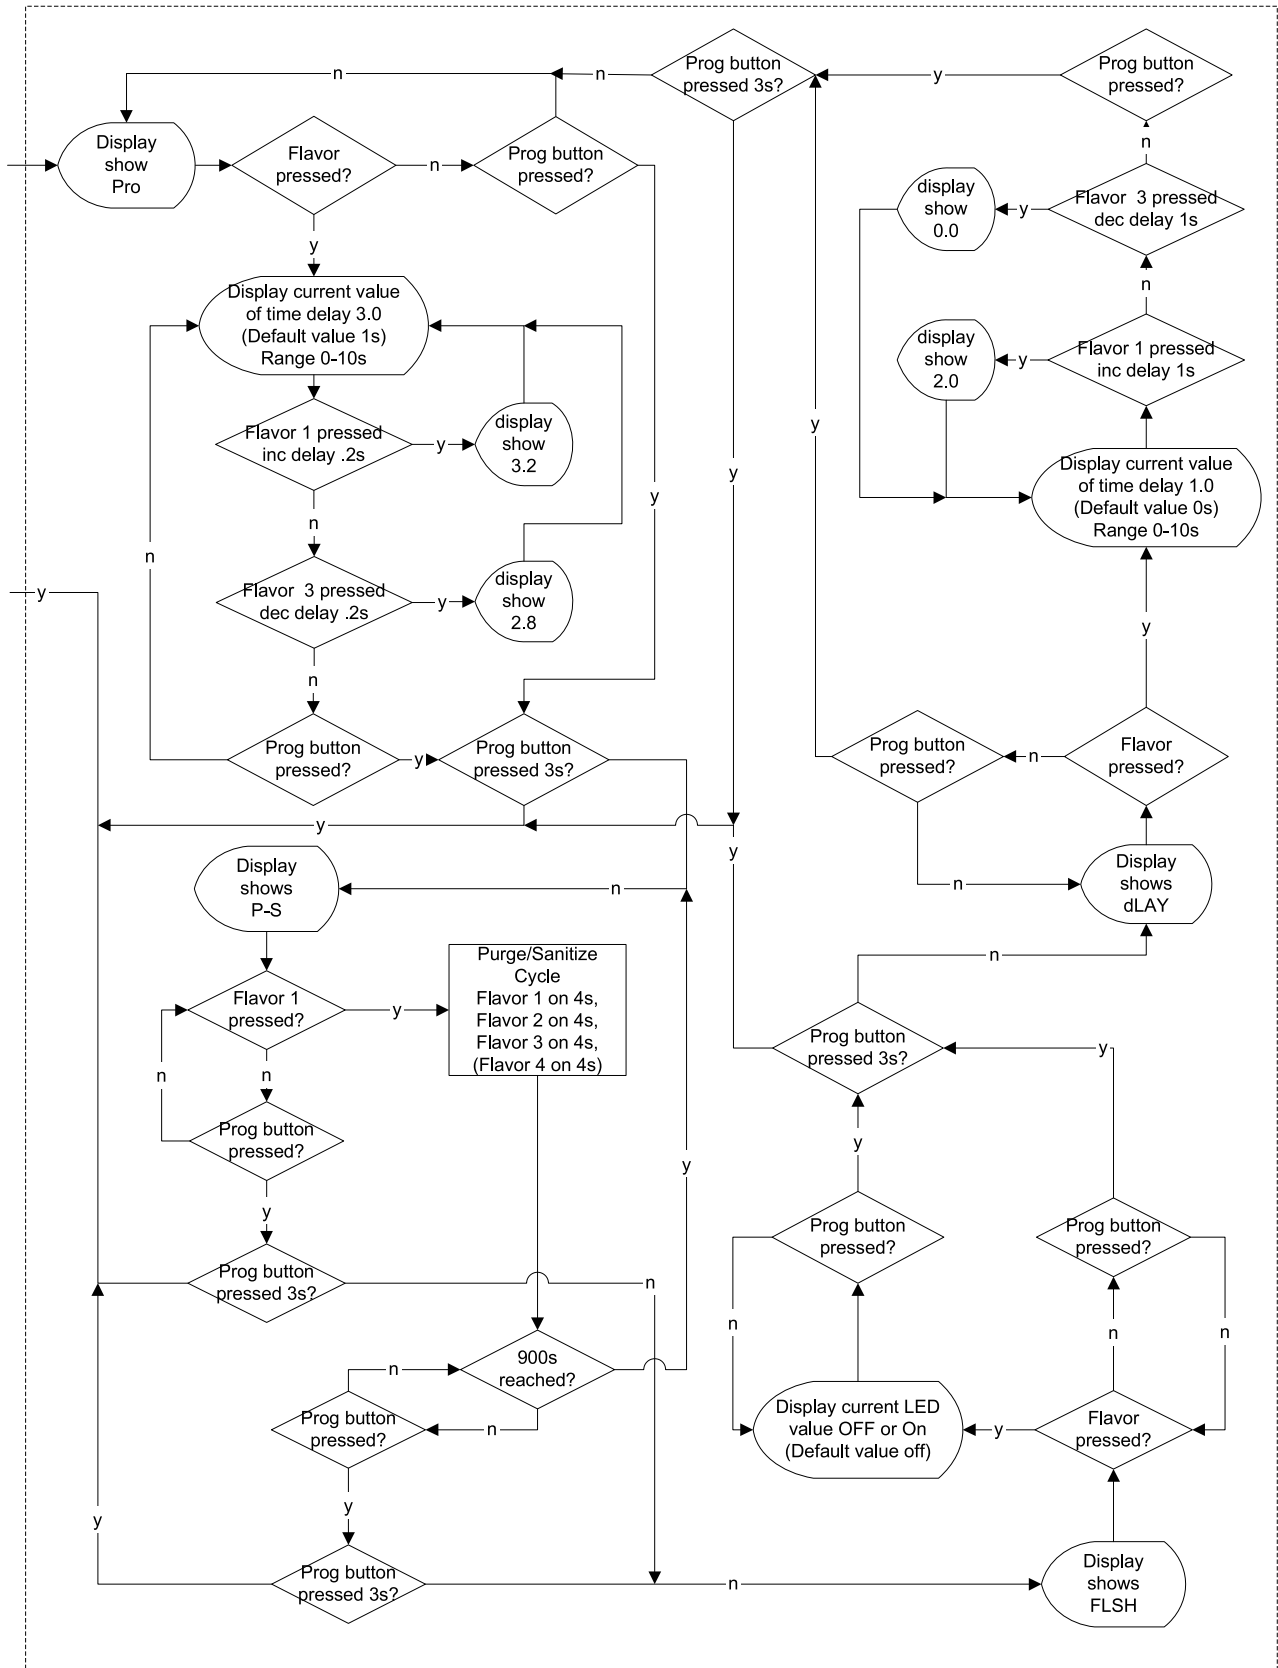 Prog button
pressed 3s?
Prog button
pressed?
n
n
y
Display
show
Pro
Flavor
pressed?
n
Prog button
pressed?
n
display
show
0.0
y
Flavor  3 pressed
dec delay 1s
y
n
Display current value
of time delay 3.0
(Default value 1s)
Range 0-10s
display
show
2.0
y
Flavor 1 pressed
inc delay 1s
y
Flavor 1 pressed
inc delay .2s
y
display
show
3.2
y
y
Display current value
of time delay 1.0
(Default value 0s)
Range 0-10s
n
n
Flavor  3 pressed
dec delay .2s
y
display
show
2.8
y
y
n
Prog button
pressed?
y
Prog button
pressed 3s?
Prog button
pressed?
n
Flavor
pressed?
y
y
Display
shows
P-S
n
n
Display
shows
dLAY
Purge/Sanitize
Cycle
Flavor 1 on 4s,
Flavor 2 on 4s,
Flavor 3 on 4s,
(Flavor 4 on 4s)
n
Flavor 1
pressed?
y
Prog button
pressed 3s?
y
n
n
Prog button
pressed?
y
y
y
Prog button
pressed?
Prog button
pressed?
Prog button
pressed 3s?
n
n
n
n
900s
reached?
n
Prog button
pressed?
n
Display current LED
value OFF or On
(Default value off)
y
Flavor
pressed?
y
y
Prog button
pressed 3s?
n
Display
shows
FLSH